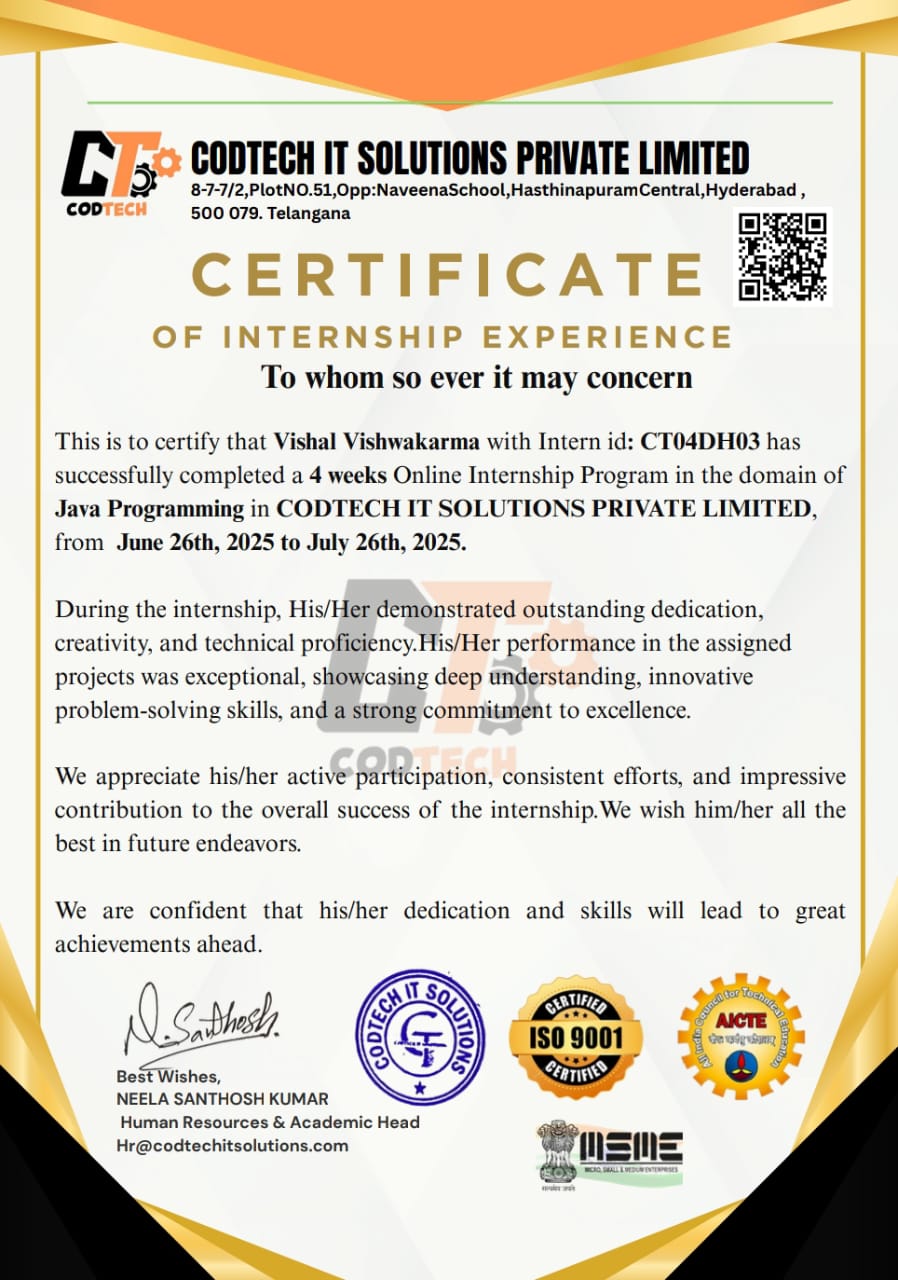 CT
CODTECH
CODTECH IT SOLUTIONS PRIVATE LIMITED
8-7-7/2,PlotNO.51,Opp:NaveenaSchool,HasthinapuramCentral,Hyderabad ,
500 079. Telangana
CERTIFICATE
OF INTERNSHIP EXPERIENCE
To whom so ever it may concern
This is to certify that Vishal Vishwakarma with Intern id: CT04DH03 has
successfully completed a 4 weeks Online Internship Program in the domain of
Java Programming in CODTECH IT SOLUTIONS PRIVATE LIMITED,
from June 26th, 2025 to July 26th, 2025.
During the internship, His/Her demonstrated outstanding dedication,
creativity, and technical proficiency.His/Her performance in the assigned
projects was exceptional, showcasing deep understanding, innovative
problem-solving skills, and a strong commitment to excellence.
CT
CODTECH
We appreciate his/her active participation, consistent efforts, and impressive
contribution to the overall success of the internship.We wish him/her all the
best in future endeavors.
We are confident that his/her dedication and skills will lead to great
achievements ahead.
N.Santhosh
Best Wishes,
NEELA SANTHOSH KUMAR
Human Resources & Academic Head
Hr@codtechitsolutions.com
CODTECH IT SOLUTIONS
CT
CERTIFIED
ISO 9001
CERTIFIED
All India Council for Technical Education
AICTE
सत्यमेव जयते
MSME
MICRO, SMALL & MEDIUM ENTERPRISES